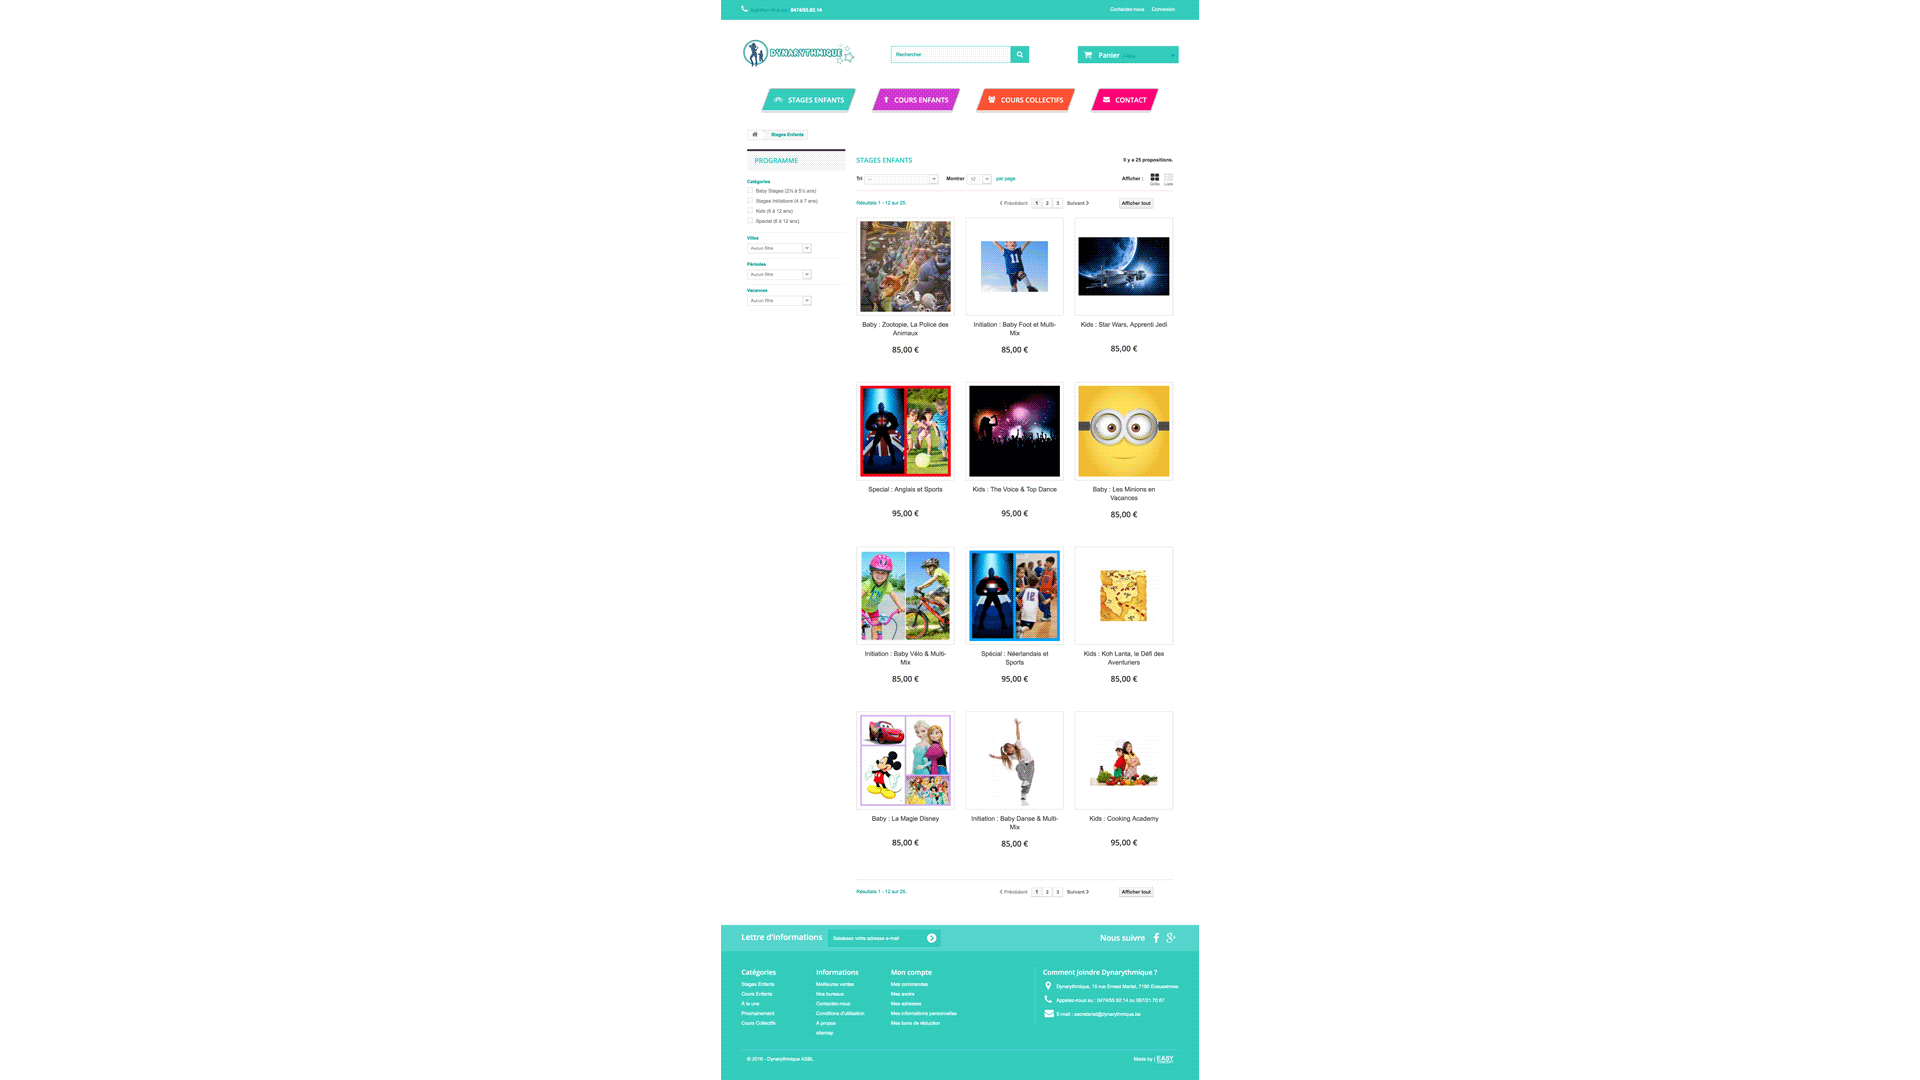 0474/55.92.14
Contactez-nous Connexion
DYNARYTHMIQUE
Rechercher
Panier
STAGES ENFANTS
COURS ENFANTS
COURS COLLECTIFS
CONTACT
Stages Enfants
PROGRAMME
Catégories
Baby Stages (2½ à 5½ ans)
Stages Initiations (4 à 7 ans)
Kids (6 à 12 ans)
Special (6 à 12 ans)
Villes
Aucun filtre
Périodes
Aucun filtre
Vacances
Aucun filtre
STAGES ENFANTS
Il y a 25 propositions.
Tri --
Montrer 12 par page
Afficher :
Grille Liste
Résultats 1 - 12 sur 25.
Précédent 1 2 3 Suivant
Afficher tout
Baby : Zootopie, La Police des
Animaux
85,00 €
Initiation : Baby Foot et Multi-
Mix
85,00 €
Kids : Star Wars, Apprenti Jedi
85,00 €
Special : Anglais et Sports
95,00 €
Kids : The Voice & Top Dance
95,00 €
Baby : Les Minions en
Vacances
85,00 €
Initiation : Baby Vélo & Multi-
Mix
85,00 €
Spécial : Néerlandais et
Sports
95,00 €
Kids : Koh Lanta, le Défi des
Aventuriers
85,00 €
Baby : La Magie Disney
85,00 €
Initiation : Baby Danse & Multi-
Mix
85,00 €
Kids : Cooking Academy
95,00 €
Résultats 1 - 12 sur 25.
Précédent 1 2 3 Suivant
Afficher tout
Lettre d'informations
Saisissez votre adresse e-mail
Nous suivre
Catégories
Stages Enfants
Cours Enfants
À la une
Prochainement
Cours Collectifs
Informations
Meilleures ventes
Nos bureaux
Contactez-nous
Conditions d'utilisation
A propos
sitemap
Mon compte
Mes commandes
Mes avoirs
Mes adresses
Mes informations personnelles
Mes bons de réduction
Comment joindre Dynarythmique ?
Dynarythmique, 15 rue Ernest Martel, 7190 Ecaussinnes
Appelez-nous au : 0474/55.92.14 ou 067/21.70.67
E-mail : secretariat@dynarythmique.be
© 2016 - Dynarythmique ASBL
Made by | EASY